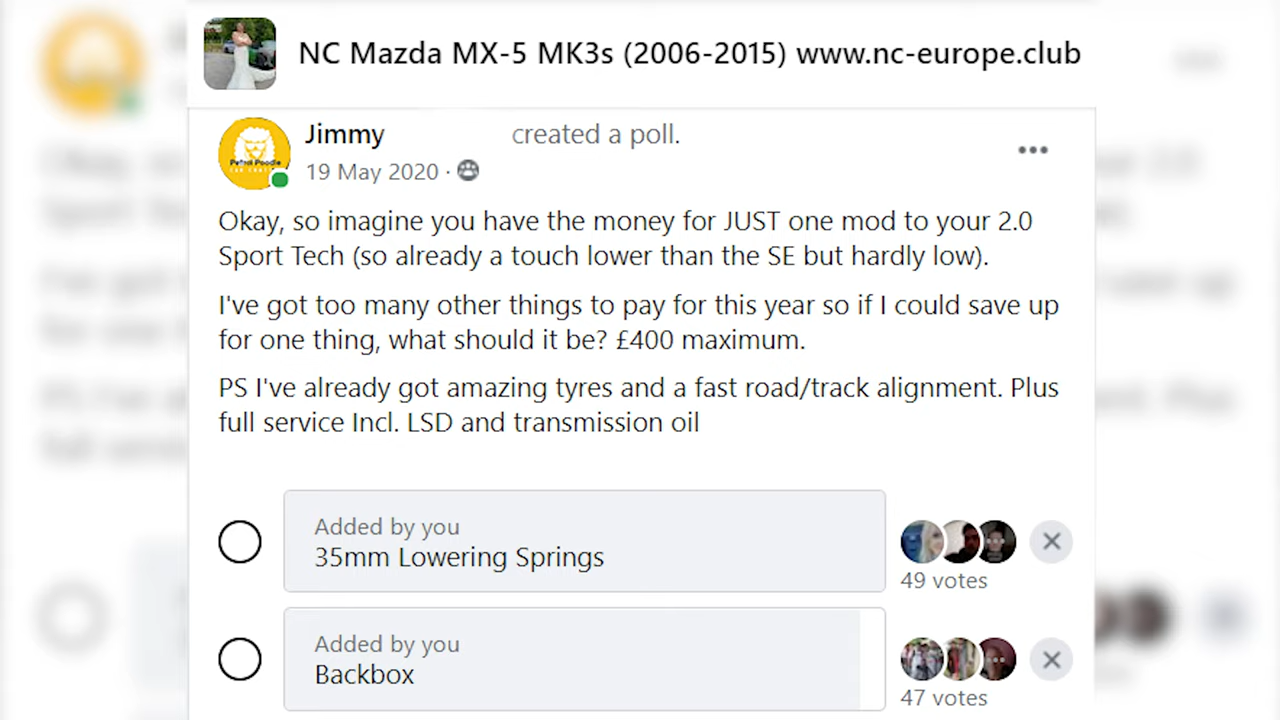 NC Mazda MX-5 MK3s (2006-2015) www.nc-europe.club
Jimmy created a poll.
Petrol Poodle
19 May 2020 ·
Okay, so imagine you have the money for JUST one mod to your 2.0
Sport Tech (so already a touch lower than the SE but hardly low).
I've got too many other things to pay for this year so if I could save up
for one thing, what should it be? £400 maximum.
PS I've already got amazing tyres and a fast road/track alignment. Plus
full service Incl. LSD and transmission oil
Added by you
35mm Lowering Springs
49 votes
Added by you
Backbox
47 votes